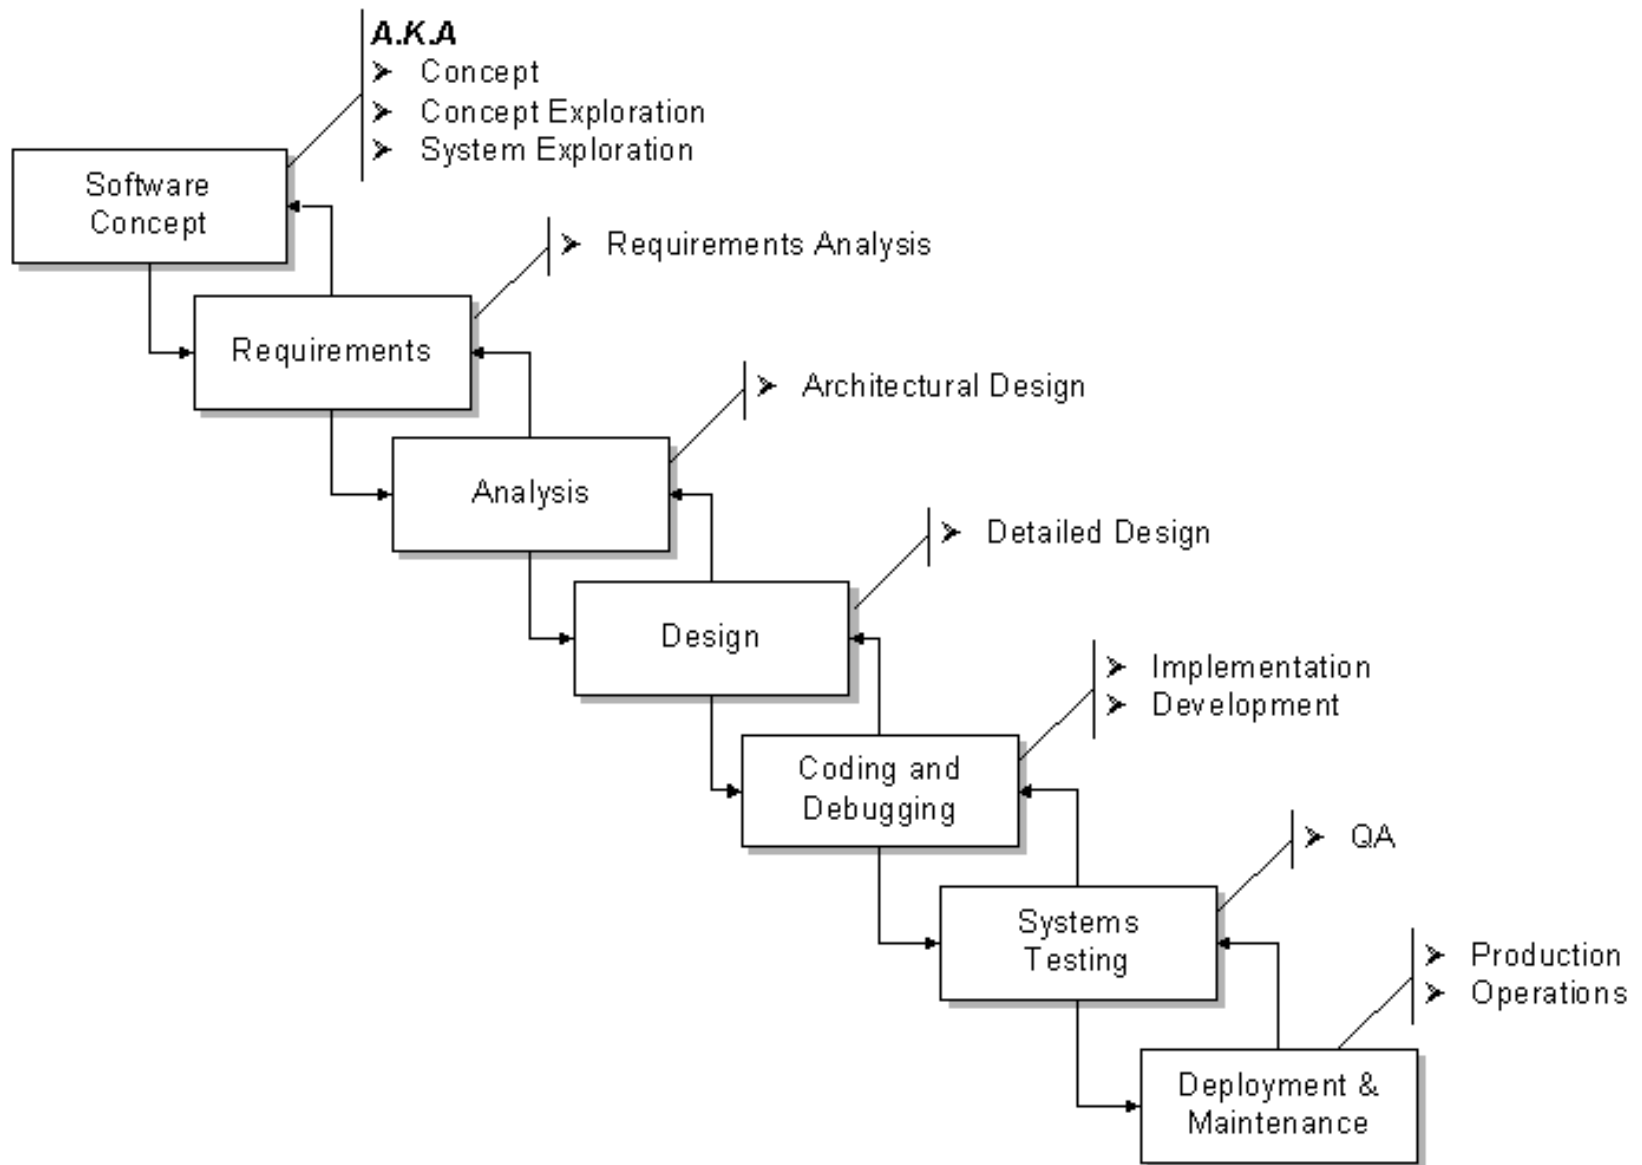 A.K.A
➢ Concept
➢ Concept Exploration
➢ System Exploration
Software
Concept
➢ Requirements Analysis
Requirements
➢ Architectural Design
Analysis
➢ Detailed Design
Design
➢ Implementation
➢ Development
Coding and
Debugging
➢ QA
Systems
Testing
➢ Production
➢ Operations
Deployment &
Maintenance